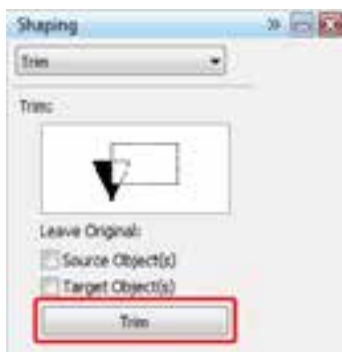 Shaping
Trim
Trim:
Leave Original:
Source Object(s)
Target Object(s)
Trim